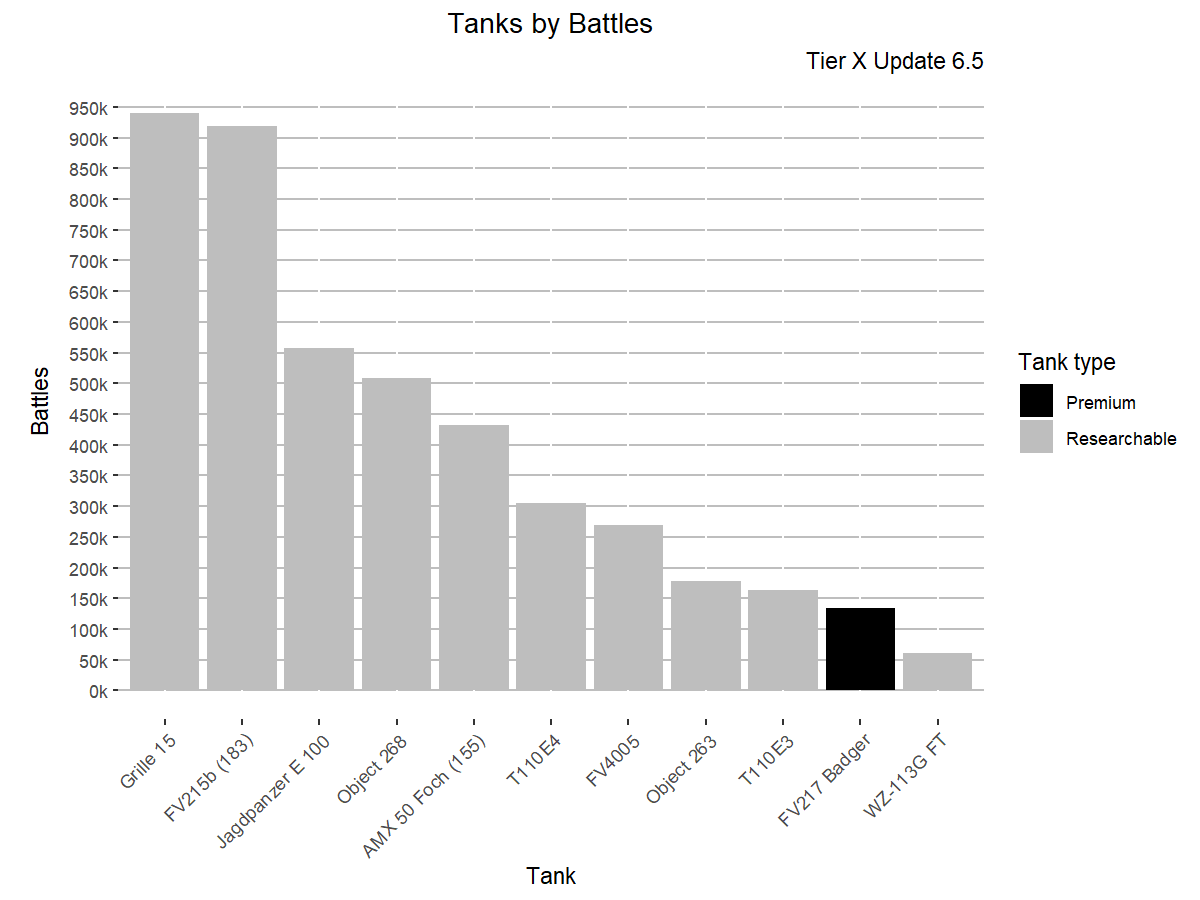 Tanks by Battles
Tier X Update 6.5
950k
900k
850k
800k
750k
700k
650k
600k
550k
500k
450k
400k
350k
300k
250k
200k
150k
100k
50k
0k
Battles
Grille 15
FV215b (183)
Jagdpanzer E 100
Object 268
AMX 50 Foch (155)
T110E4
FV4005
Object 263
T110E3
FV217 Badger
WZ-113G FT
Tank
Tank type
Premium
Researchable